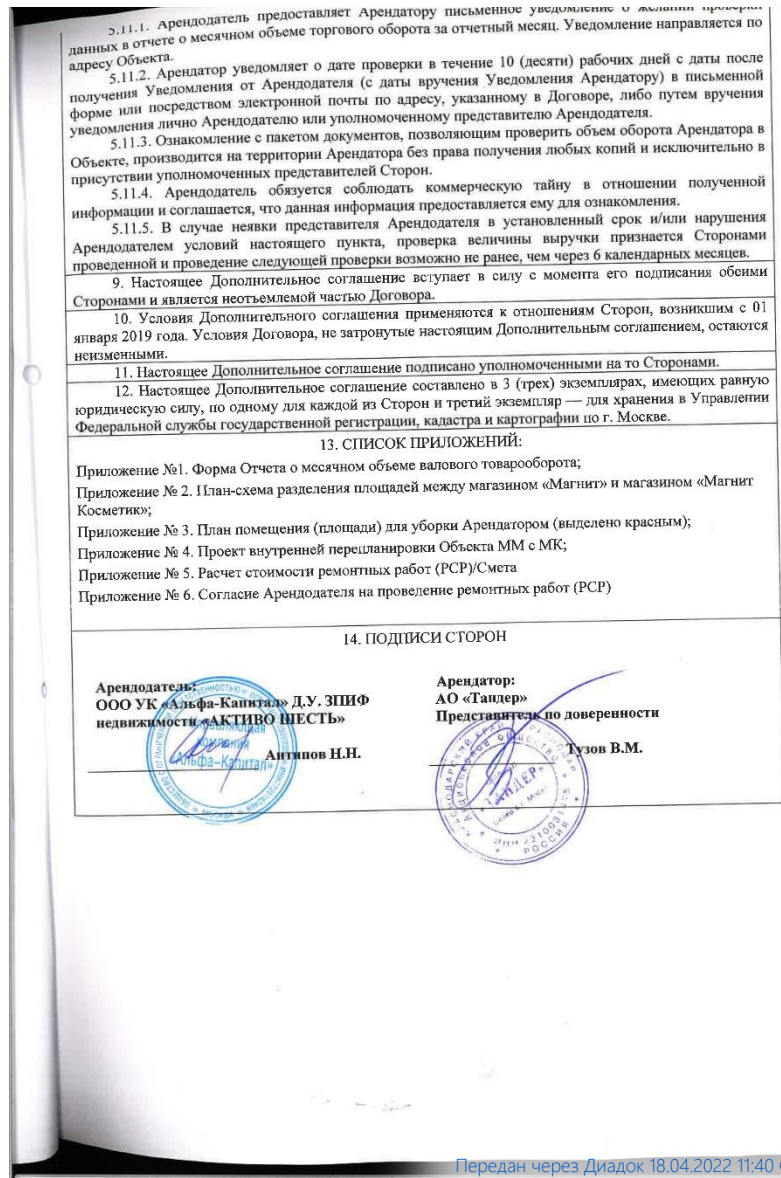 5.11.1. Арендодатель предоставляет Арендатору письменное уведомление о желании проверки
данных в отчете о месячном объеме торгового оборота за отчетный месяц. Уведомление направляется по
адресу Объекта.
5.11.2. Арендатор уведомляет о дате проверки в течение 10 (десяти) рабочих дней с даты после
получения Уведомления от Арендодателя (с даты вручения Уведомления Арендатору) в письменной
форме или посредством электронной почты по адресу, указанному в Договоре, либо путем вручения
уведомления лично Арендодателю или уполномоченному представителю Арендодателя.
5.11.3. Ознакомление с пакетом документов, позволяющим проверить объем оборота Арендатора в
Объекте, производится на территории Арендатора без права получения любых копий и исключительно в
присутствии уполномоченных представителей Сторон.
5.11.4. Арендодатель обязуется соблюдать коммерческую тайну в отношении полученной
информации и соглашается, что данная информация предоставляется ему для ознакомления.
5.11.5. В случае неявки представителя Арендодателя в установленный срок и/или нарушения
Арендодателем условий настоящего пункта, проверка величины выручки признается Сторонами
проведенной и проведение следующей проверки возможно не ранее, чем через 6 календарных месяцев.
9. Настоящее Дополнительное соглашение вступает в силу с момента его подписания обеими
Сторонами и является неотъемлемой частью Договора.
10. Условия Дополнительного соглашения применяются к отношениям Сторон, возникшим с 01
января 2019 года. Условия Договора, не затронутые настоящим Дополнительным соглашением, остаются
неизменными.
11. Настоящее Дополнительное соглашение подписано уполномоченными на то Сторонами.
12. Настоящее Дополнительное соглашение составлено в 3 (трех) экземплярах, имеющих равную
юридическую силу, по одному для каждой из Сторон и третий экземпляр — для хранения в Управлении
Федеральной службы государственной регистрации, кадастра и картографии по г. Москве.
13. СПИСОК ПРИЛОЖЕНИЙ:
Приложение №1. Форма Отчета о месячном объеме валового товарооборота;
Приложение № 2. План-схема разделения площадей между магазином «Магнит» и магазином «Магнит
Косметик»;
Приложение № 3. План помещения (площади) для уборки Арендатором (выделено красным);
Приложение № 4. Проект внутренней перепланировки Объекта ММ с МК;
Приложение № 5. Расчет стоимости ремонтных работ (РСР)/Смета
Приложение № 6. Согласие Арендодателя на проведение ремонтных работ (РСР)
14. ПОДПИСИ СТОРОН
Арендодатель:
ООО УК «Альфа-Капитал» Д.У. ЗПИФ
недвижимости «АКТИВО ШЕСТЬ»
Антипов Н.Н.
Управляющая
компания
«Альфа-Капитал»
Арендатор:
АО «Тандер»
Представитель по доверенности
Тузов В.М.
КРАСНОДАРСКИЙ КРАЙ
АКЦИОНЕРНОЕ ОБЩЕСТВО
«ТАНДЕР»
ИНН 2310031475
РОССИЯ
Передан через Диадок 18.04.2022 11:40